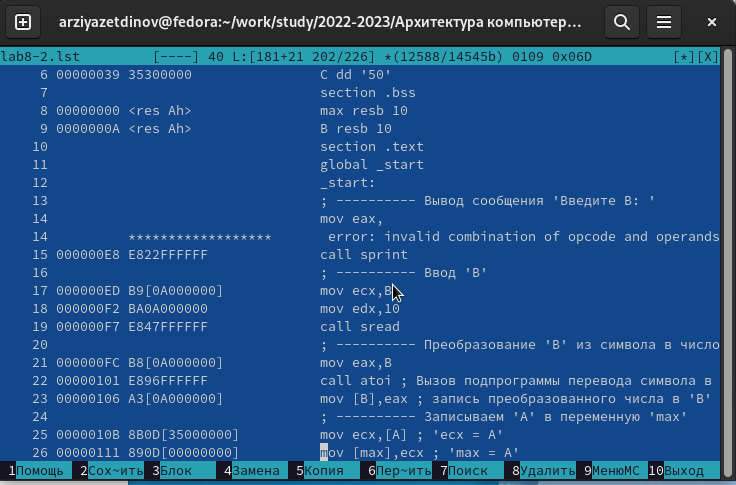 arziyazetdinov@fedora:~/work/study/2022-2023/Архитектура компьютер...
lab8-2.lst [----] 40 L:[181+21 202/226] *(12588/14545b) 0109 0x06D [*][X]
6 00000039 35300000 C dd '50'
7 section .bss
8 00000000 <res Ah> max resb 10
9 0000000A <res Ah> B resb 10
10 section .text
11 global _start
12 _start:
13 ; ---------- Вывод сообщения 'Введите B: '
14 mov eax,
14 ****************** error: invalid combination of opcode and operands
15 000000E8 E822FFFFFF call sprint
16 ; ---------- Ввод 'B'
17 000000ED B9[0A000000] mov ecx,B
18 000000F2 BA0A000000 mov edx,10
19 000000F7 E847FFFFFF call sread
20 ; ---------- Преобразование 'B' из символа в число
21 000000FC B8[0A000000] mov eax,B
22 00000101 E896FFFFFF call atoi ; Вызов подпрограммы перевода символа в
23 00000106 A3[0A000000] mov [B],eax ; запись преобразованного числа в 'B'
24 ; ---------- Записываем 'A' в переменную 'max'
25 0000010B 8B0D[35000000] mov ecx,[A] ; 'ecx = A'
26 00000111 890D[00000000] mov [max],ecx ; 'max = A'
1Помощь 2Сох~ить 3Блок 4Замена 5Копия 6Пер~ить 7Поиск 8Удалить 9МенюМС 10Выход